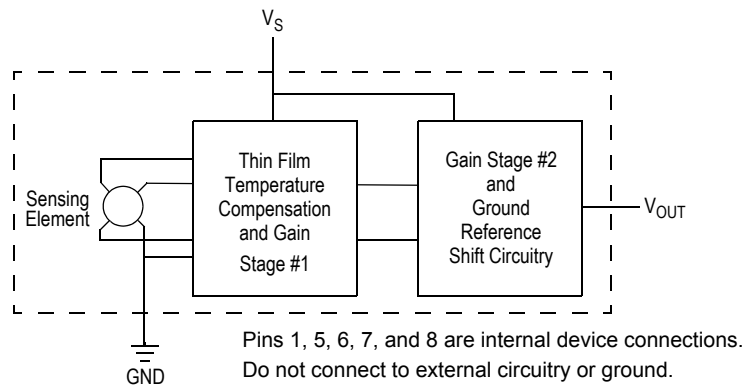 V_S
Sensing
Element
Thin Film
Temperature
Compensation
and Gain
Stage #1
Gain Stage #2
and
Ground
Reference
Shift Circuitry
V_OUT
GND
Pins 1, 5, 6, 7, and 8 are internal device connections.
Do not connect to external circuitry or ground.